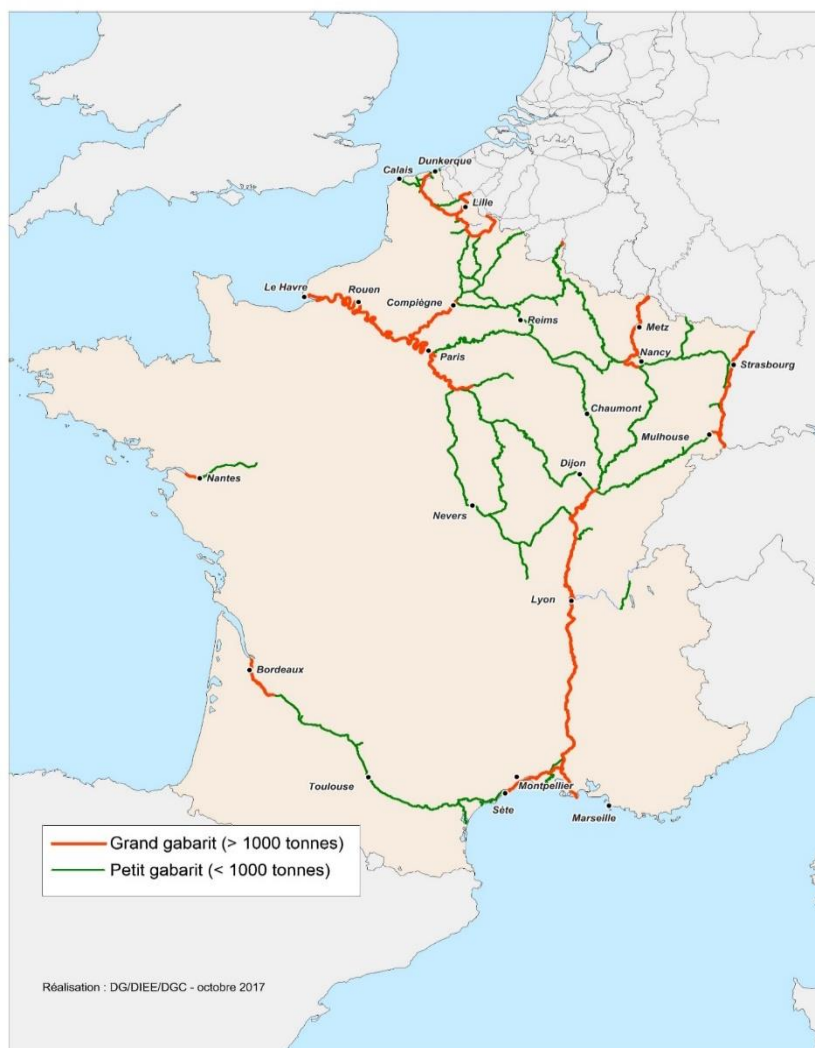 Dunkerque
Calais
Lille
Le Havre
Rouen
Compiègne
Reims
Metz
Paris
Nancy
Strasbourg
Chaumont
Mulhouse
Dijon
Nantes
Nevers
Lyon
Bordeaux
Toulouse
Montpellier
Sète
Marseille
Grand gabarit (> 1000 tonnes)
Petit gabarit (< 1000 tonnes)
Réalisation : DG/DIEE/DGC - octobre 2017